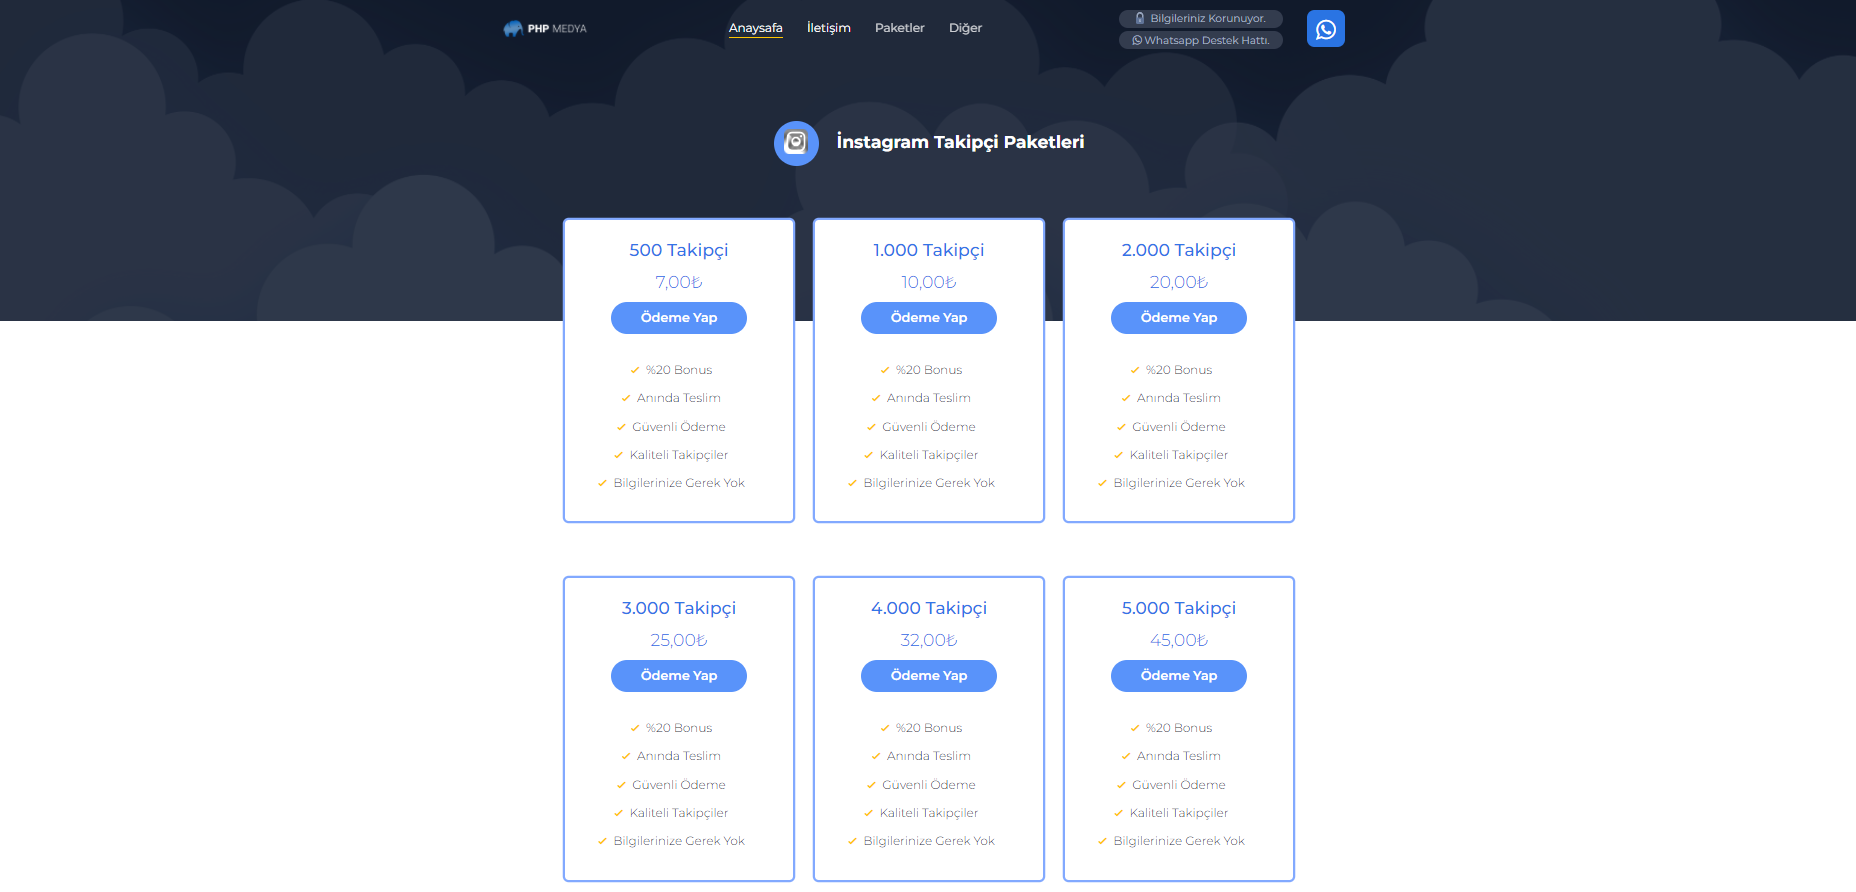 PHP MEDYA
Anaysafa İletişim Paketler Diğer
Bilgileriniz Korunuyor.
Whatsapp Destek Hattı.
İnstagram Takipçi Paketleri
500 Takipçi
7,00₺
Ödeme Yap
%20 Bonus
Anında Teslim
Güvenli Ödeme
Kaliteli Takipçiler
Bilgilerinize Gerek Yok
1.000 Takipçi
10,00₺
Ödeme Yap
%20 Bonus
Anında Teslim
Güvenli Ödeme
Kaliteli Takipçiler
Bilgilerinize Gerek Yok
2.000 Takipçi
20,00₺
Ödeme Yap
%20 Bonus
Anında Teslim
Güvenli Ödeme
Kaliteli Takipçiler
Bilgilerinize Gerek Yok
3.000 Takipçi
25,00₺
Ödeme Yap
%20 Bonus
Anında Teslim
Güvenli Ödeme
Kaliteli Takipçiler
Bilgilerinize Gerek Yok
4.000 Takipçi
32,00₺
Ödeme Yap
%20 Bonus
Anında Teslim
Güvenli Ödeme
Kaliteli Takipçiler
Bilgilerinize Gerek Yok
5.000 Takipçi
45,00₺
Ödeme Yap
%20 Bonus
Anında Teslim
Güvenli Ödeme
Kaliteli Takipçiler
Bilgilerinize Gerek Yok